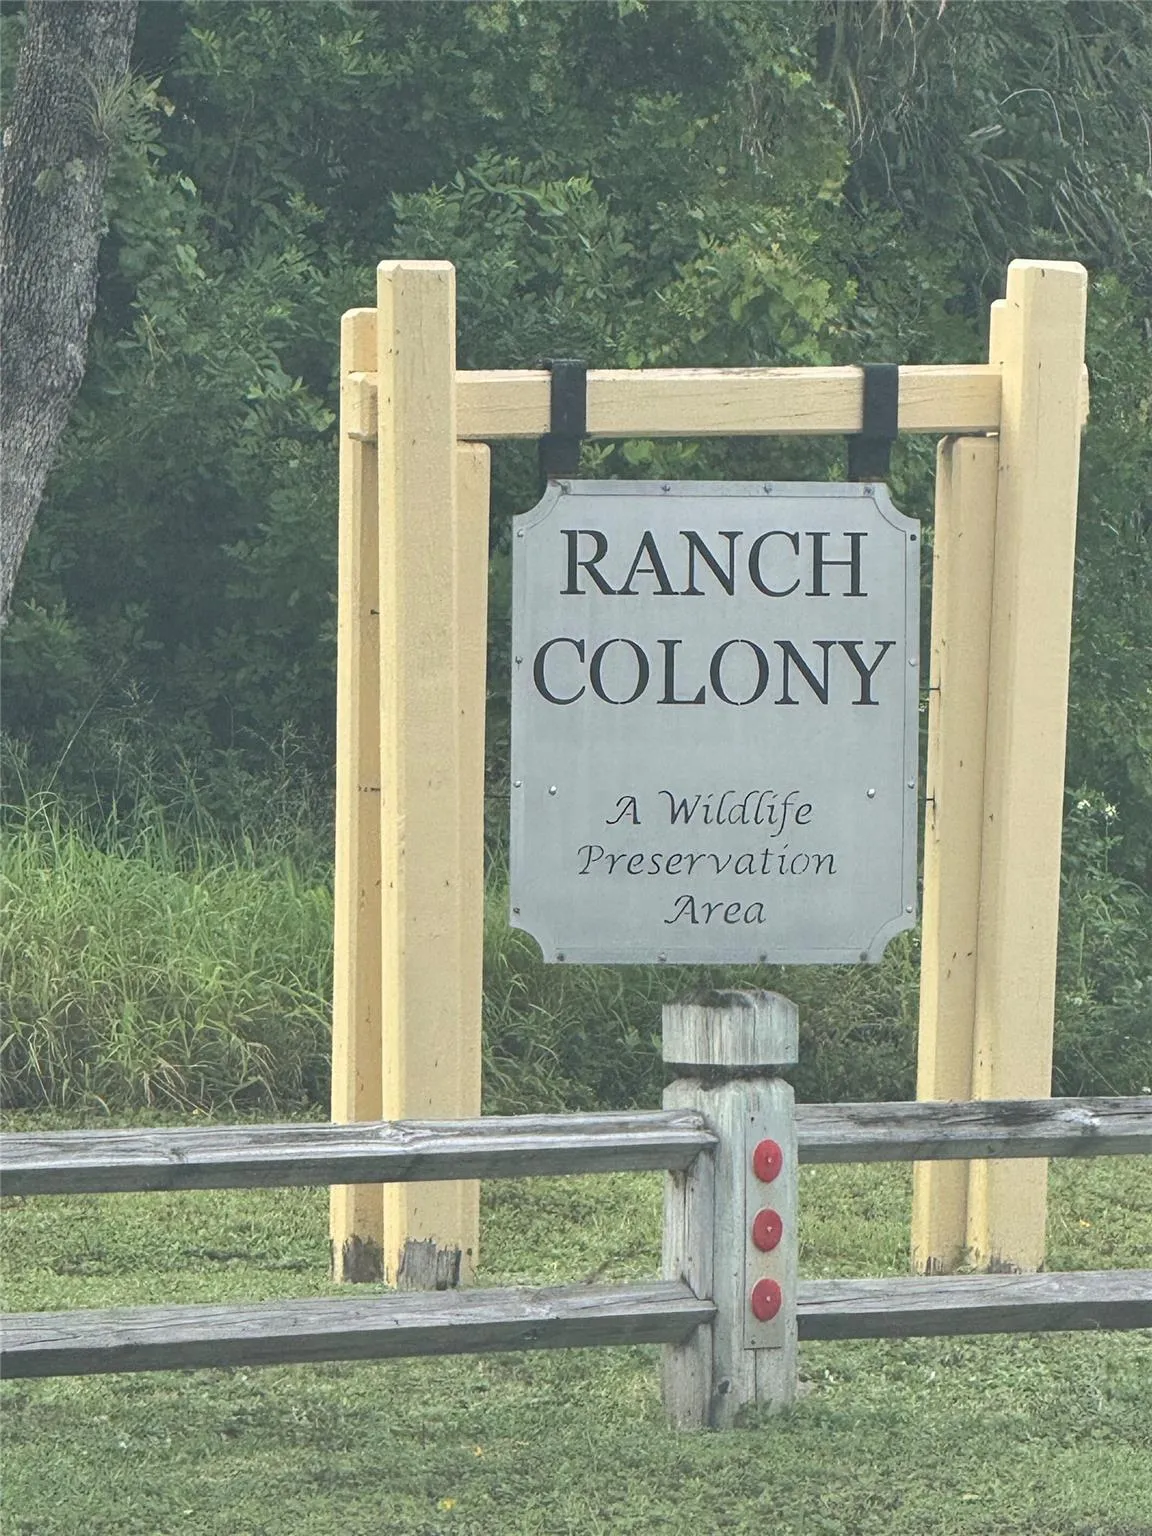 RANCH
COLONY
A Wildlife
Preservation
Area